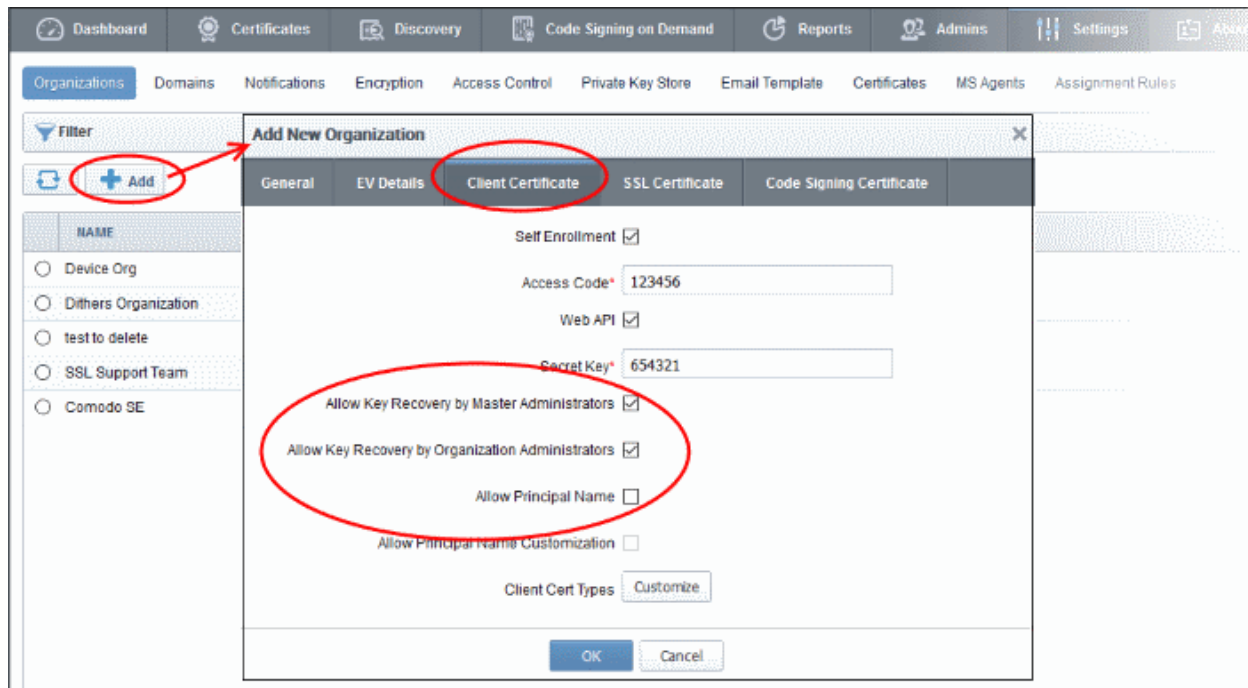 Dashboard Certificates Discovery Code Signing on Demand Reports Admins Settings About
Organizations Domains Notifications Encryption Access Control Private Key Store Email Template Certificates MS Agents Assignment Rules
Filter
Add New Organization
Add
General EV Details Client Certificate SSL Certificate Code Signing Certificate
NAME
Self Enrollment
Device Org
Access Code* 123456
Dithers Organization
Web API
test to delete
Secret Key* 654321
SSL Support Team
Allow Key Recovery by Master Administrators
Comodo SE
Allow Key Recovery by Organization Administrators
Allow Principal Name
Allow Principal Name Customization
Client Cert Types Customize
OK Cancel